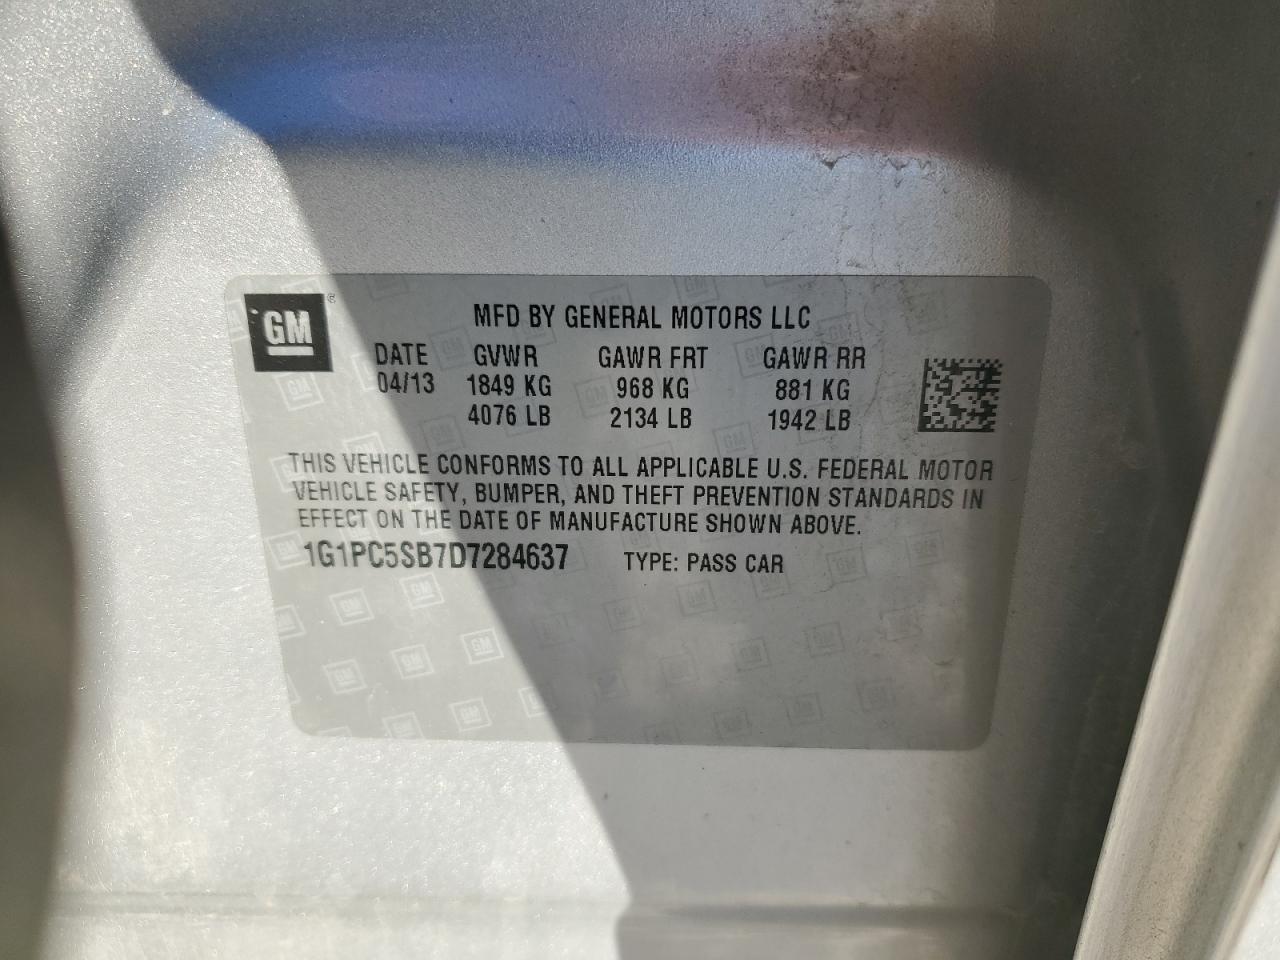 GM
MFD BY GENERAL MOTORS LLC
DATE GVWR GAWR FRT GAWR RR
04/13 1849 KG 968 KG 881 KG
4076 LB 2134 LB 1942 LB
THIS VEHICLE CONFORMS TO ALL APPLICABLE U.S. FEDERAL MOTOR
VEHICLE SAFETY, BUMPER, AND THEFT PREVENTION STANDARDS IN
EFFECT ON THE DATE OF MANUFACTURE SHOWN ABOVE.
1G1PC5SB7D7284637 TYPE: PASS CAR